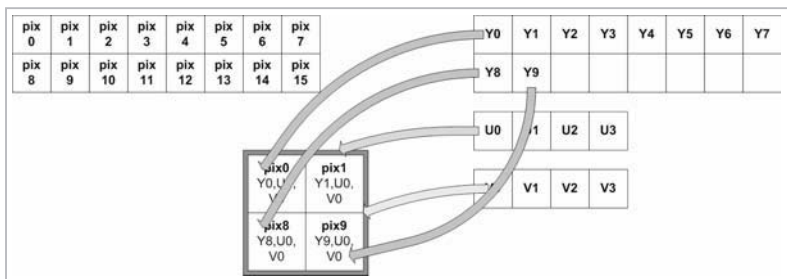 pix 0 pix 1 pix 2 pix 3 pix 4 pix 5 pix 6 pix 7
pix 8 pix 9 pix 10 pix 11 pix 12 pix 13 pix 14 pix 15
Y0 Y1 Y2 Y3 Y4 Y5 Y6 Y7
Y8 Y9
U0 U2 U3
V1 V2 V3
pix0 pix1
Y0,U0, Y1,U0,
V0 V0
pix8 pix9
Y8,U0, Y9,U0,
V0 V0